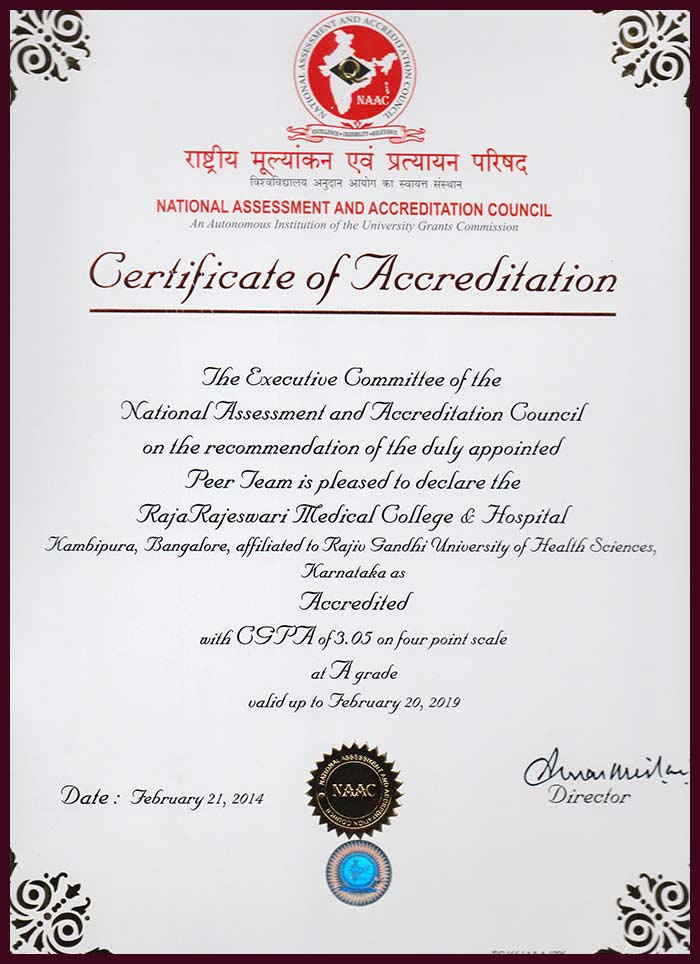 NATIONAL ASSESSMENT AND ACCREDITATION COUNCIL
NAAC
EXCELLENCE • CREDIBILITY • RELEVANCE
राष्ट्रीय मूल्यांकन एवं प्रत्यायन परिषद
विश्वविद्यालय अनुदान आयोग का स्वायत्त संस्थान
NATIONAL ASSESSMENT AND ACCREDITATION COUNCIL
An Autonomous Institution of the University Grants Commission
Certificate of Accreditation
The Executive Committee of the
National Assessment and Accreditation Council
on the recommendation of the duly appointed
Peer Team is pleased to declare the
RajaRajeswari Medical College & Hospital
Kambipura, Bangalore, affiliated to Rajiv Gandhi University of Health Sciences,
Karnataka as
Accredited
with CGPA of 3.05 on four point scale
at A grade
valid up to February 20, 2019
NATIONAL ASSESSMENT AND ACCREDITATION COUNCIL
NAAC
Date : February 21, 2014
Director